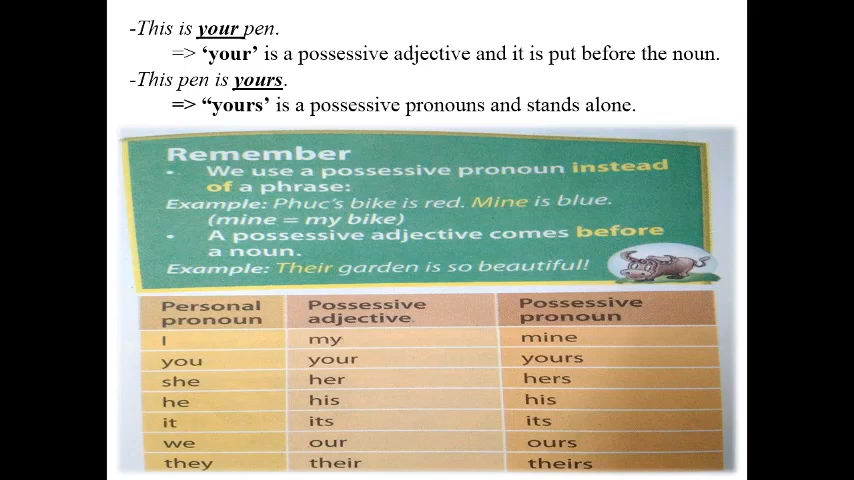 -This is your pen.
=> ‘your’ is a possessive adjective and it is put before the noun.
-This pen is yours.
=> “yours’ is a possessive pronouns and stands alone.
Remember
• We use a possessive pronoun instead
of a phrase:
Example: Phuc's bike is red. Mine is blue.
(mine = my bike)
• A possessive adjective comes before
a noun.
Example: Their garden is so beautiful!
Personal pronoun Possessive adjective Possessive pronoun
I my mine
you your yours
she her hers
he his his
it its its
we our ours
they their theirs